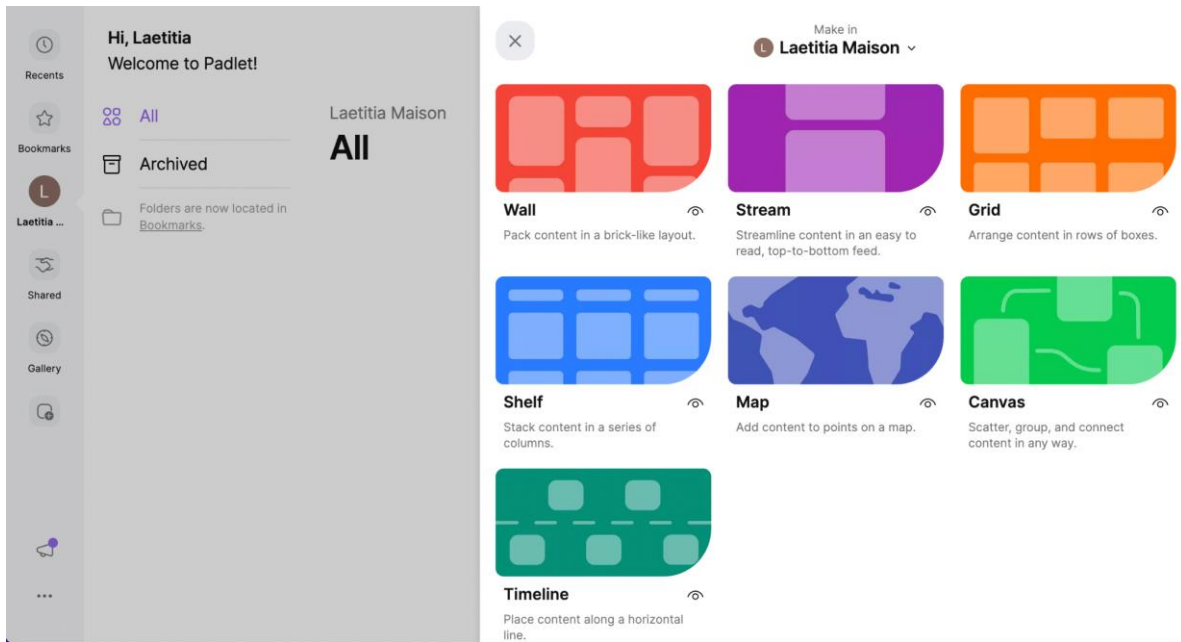 Recents
Bookmarks
L
Laetitia ...
Shared
Gallery
Hi, Laetitia
Welcome to Padlet!
All
Archived
Folders are now located in
Bookmarks.
Laetitia Maison
All
Make in
L Laetitia Maison
Wall
Pack content in a brick-like layout.
Stream
Streamline content in an easy to
read, top-to-bottom feed.
Grid
Arrange content in rows of boxes.
Shelf
Stack content in a series of
columns.
Map
Add content to points on a map.
Canvas
Scatter, group, and connect
content in any way.
Timeline
Place content along a horizontal
line.